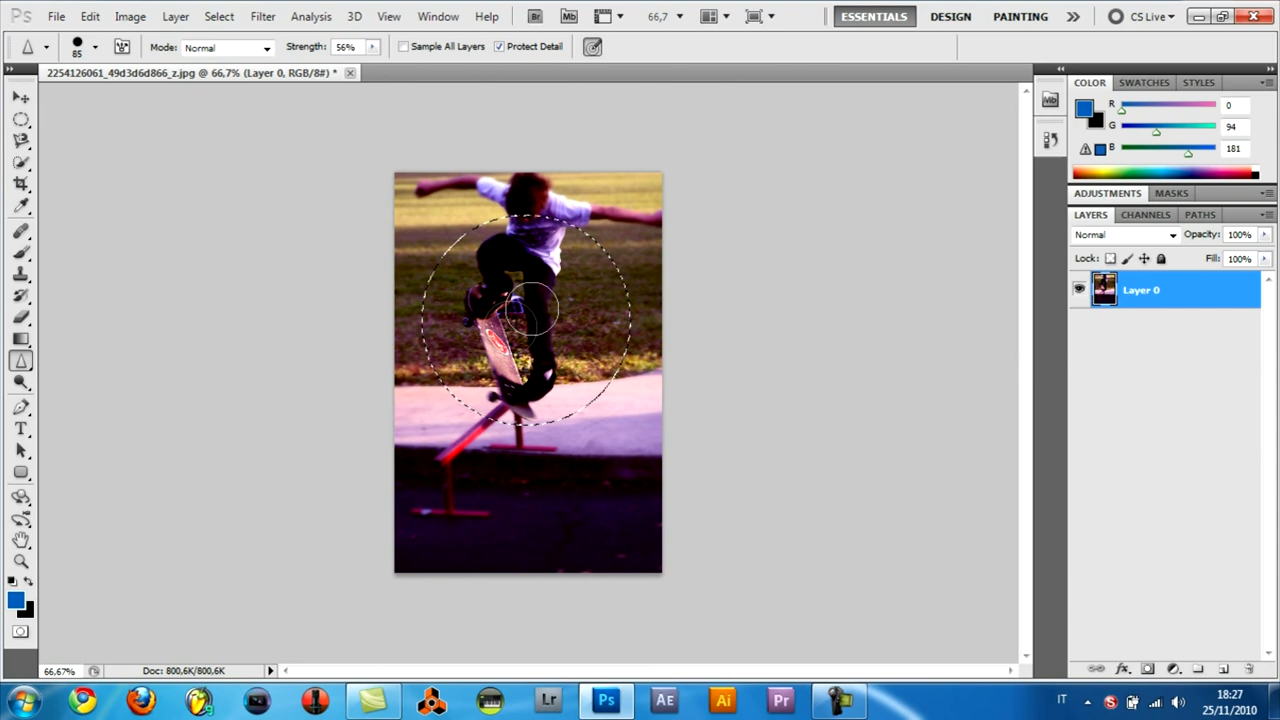 Ps File Edit Image Layer Select Filter Analysis 3D View Window Help Br Mb 66,7 ESSENTIALS DESIGN PAINTING CS Live
85 Mode: Normal Strength: 56% Sample All Layers Protect Detail
2254126061_49d3d6d866_z.jpg @ 66,7% (Layer 0, RGB/8#) *
Mb
COLOR SWATCHES STYLES
R 0
G 94
B 181
ADJUSTMENTS MASKS
LAYERS CHANNELS PATHS
Normal Opacity: 100%
Lock: Fill: 100%
Layer 0
T
66,67% Doc: 800,6K/800,6K
fx
Lr Ps AE Ai Pr
IT
18:27
25/11/2010